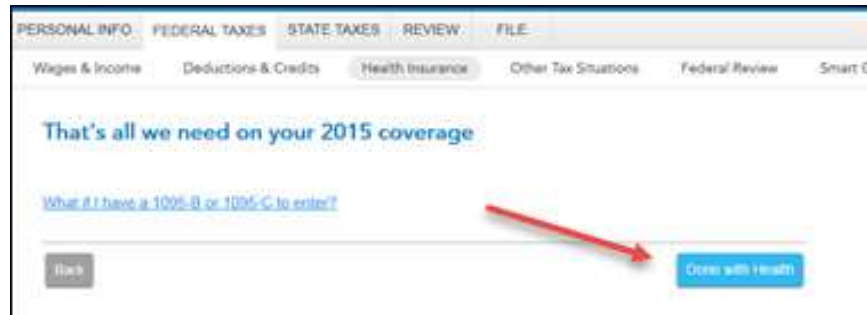 PERSONAL INFO FEDERAL TAXES STATE TAXES REVIEW FILE
Wages & Income Deductions & Credits Health Insurance Other Tax Situations Federal Review Smart
That's all we need on your 2015 coverage
What if I have a 1095-B or 1095-C to enter?
Back Done with Health